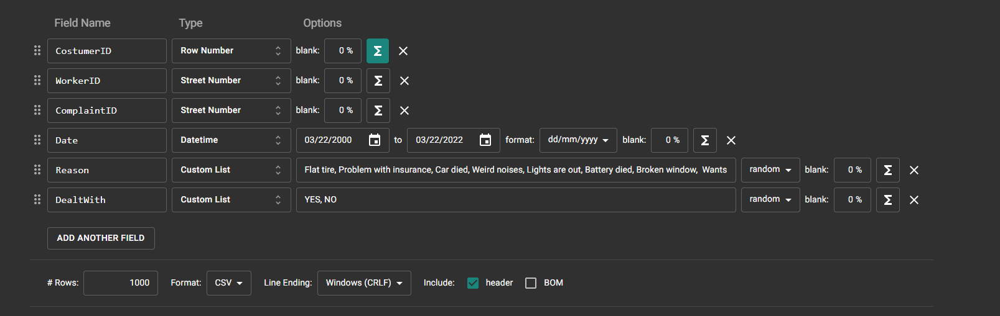 Field Name Type Options
CostumerID Row Number blank: 0 % Σ
WorkerID Street Number blank: 0 % Σ
ComplaintID Street Number blank: 0 % Σ
Date Datetime 03/22/2000 to 03/22/2022 format: dd/mm/yyyy blank: 0 % Σ
Reason Custom List Flat tire, Problem with insurance, Car died, Weird noises, Lights are out, Battery died, Broken window,  Wants random blank: 0 % Σ
DealtWith Custom List YES, NO random blank: 0 % Σ
ADD ANOTHER FIELD
# Rows: 1000 Format: CSV Line Ending: Windows (CRLF) Include: header BOM